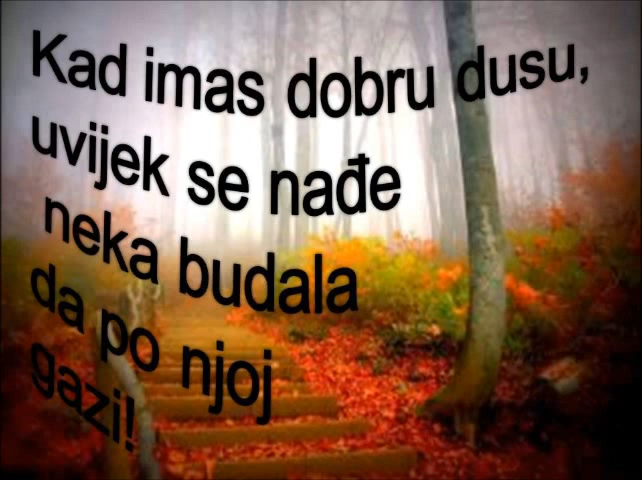 Kad imas dobru dusu,
uvijek se nađe
neka budala
da po njoj
gazi!